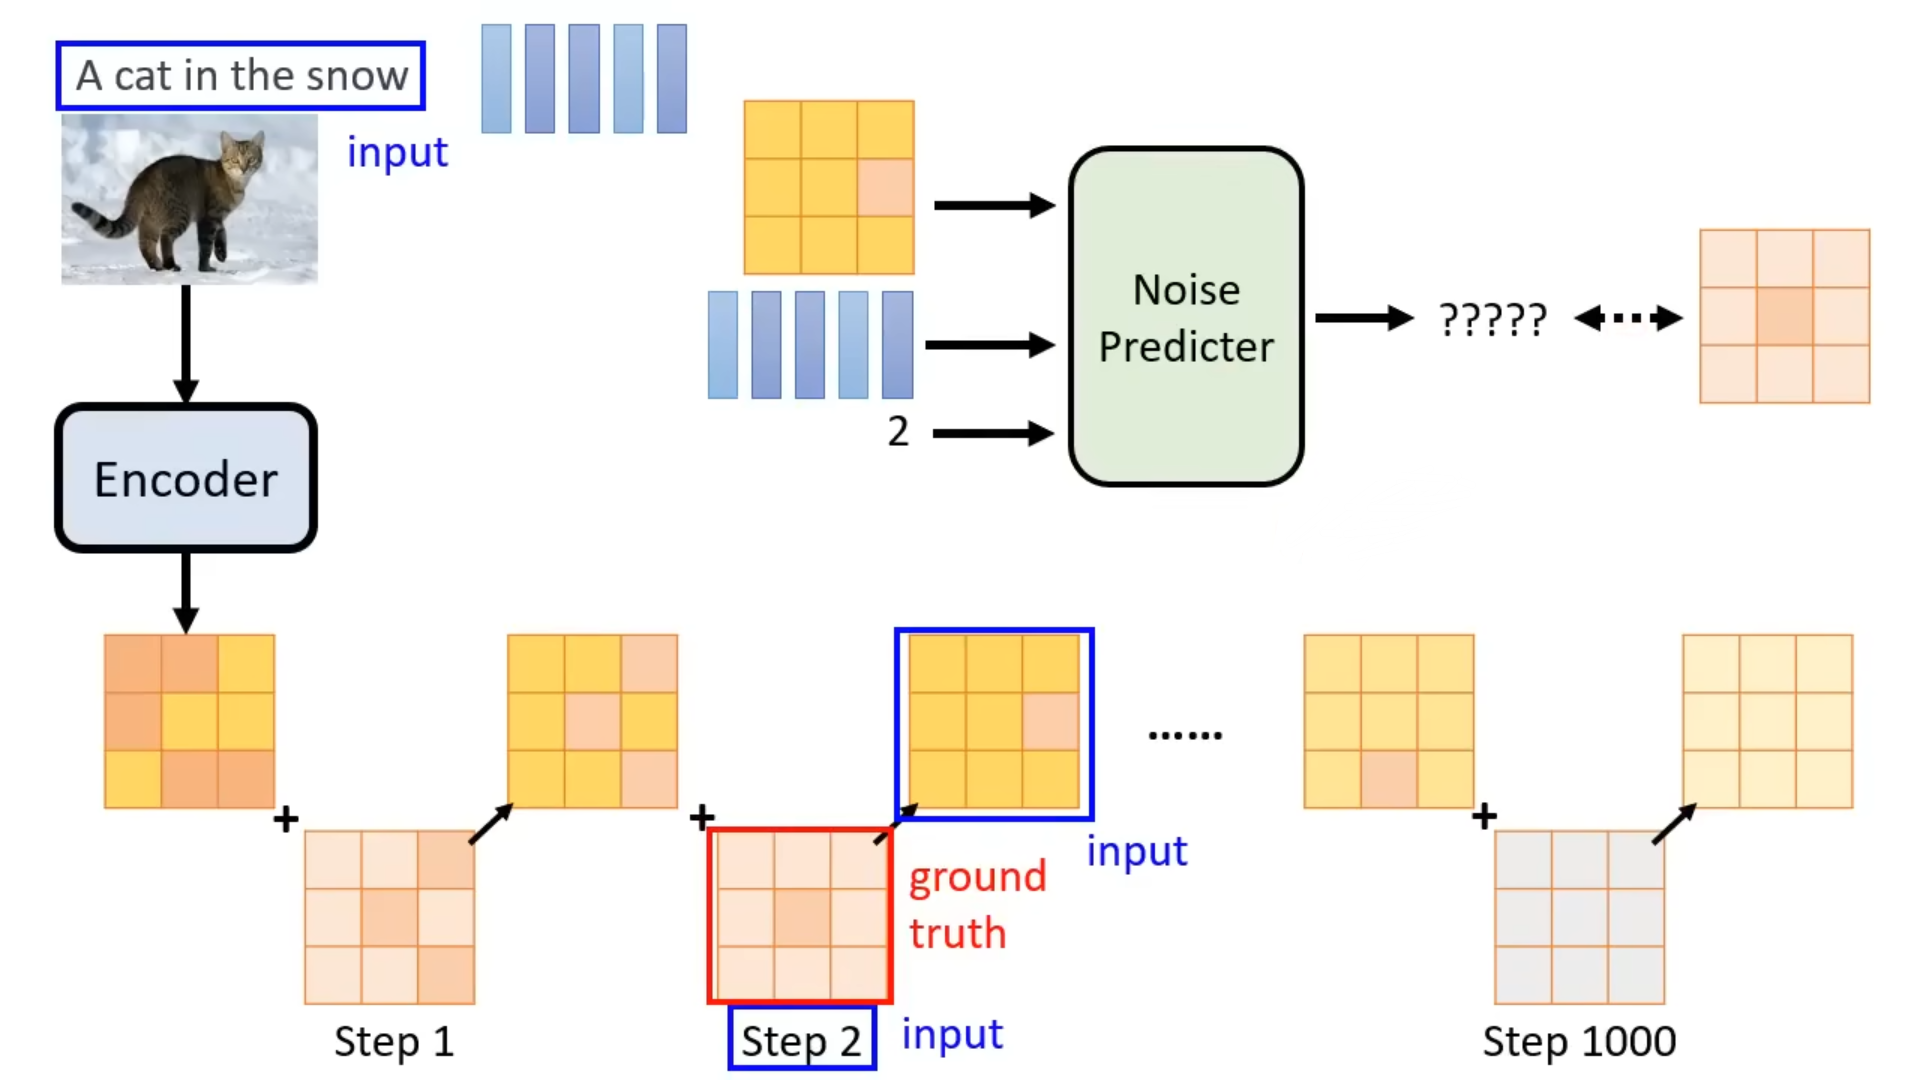 A cat in the snow
input
Noise
Predicter
?????
2
Encoder
+
+
......
+
input
ground
truth
Step 1
Step 2
input
Step 1000